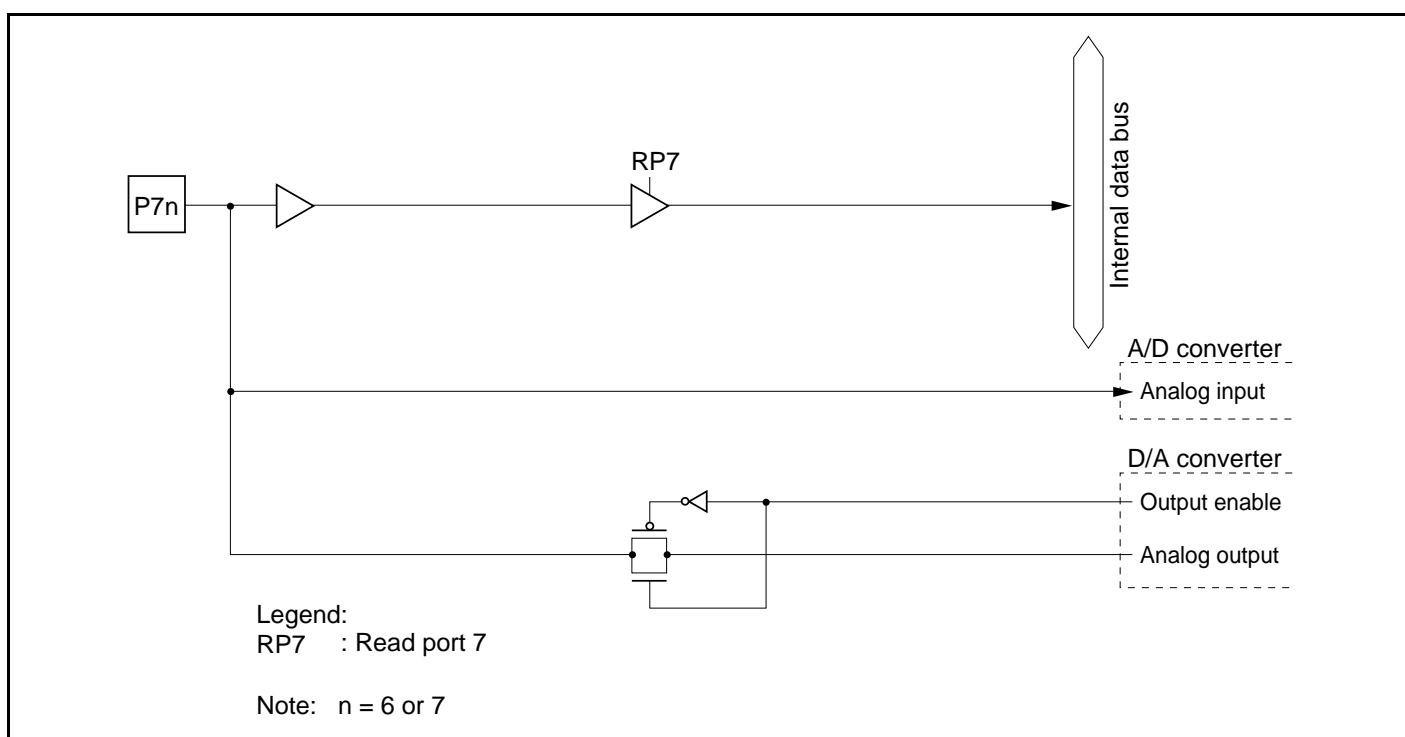 RP7
P7n
Internal data bus
A/D converter
Analog input
D/A converter
Output enable
Analog output
Legend:
RP7 : Read port 7
Note: n = 6 or 7